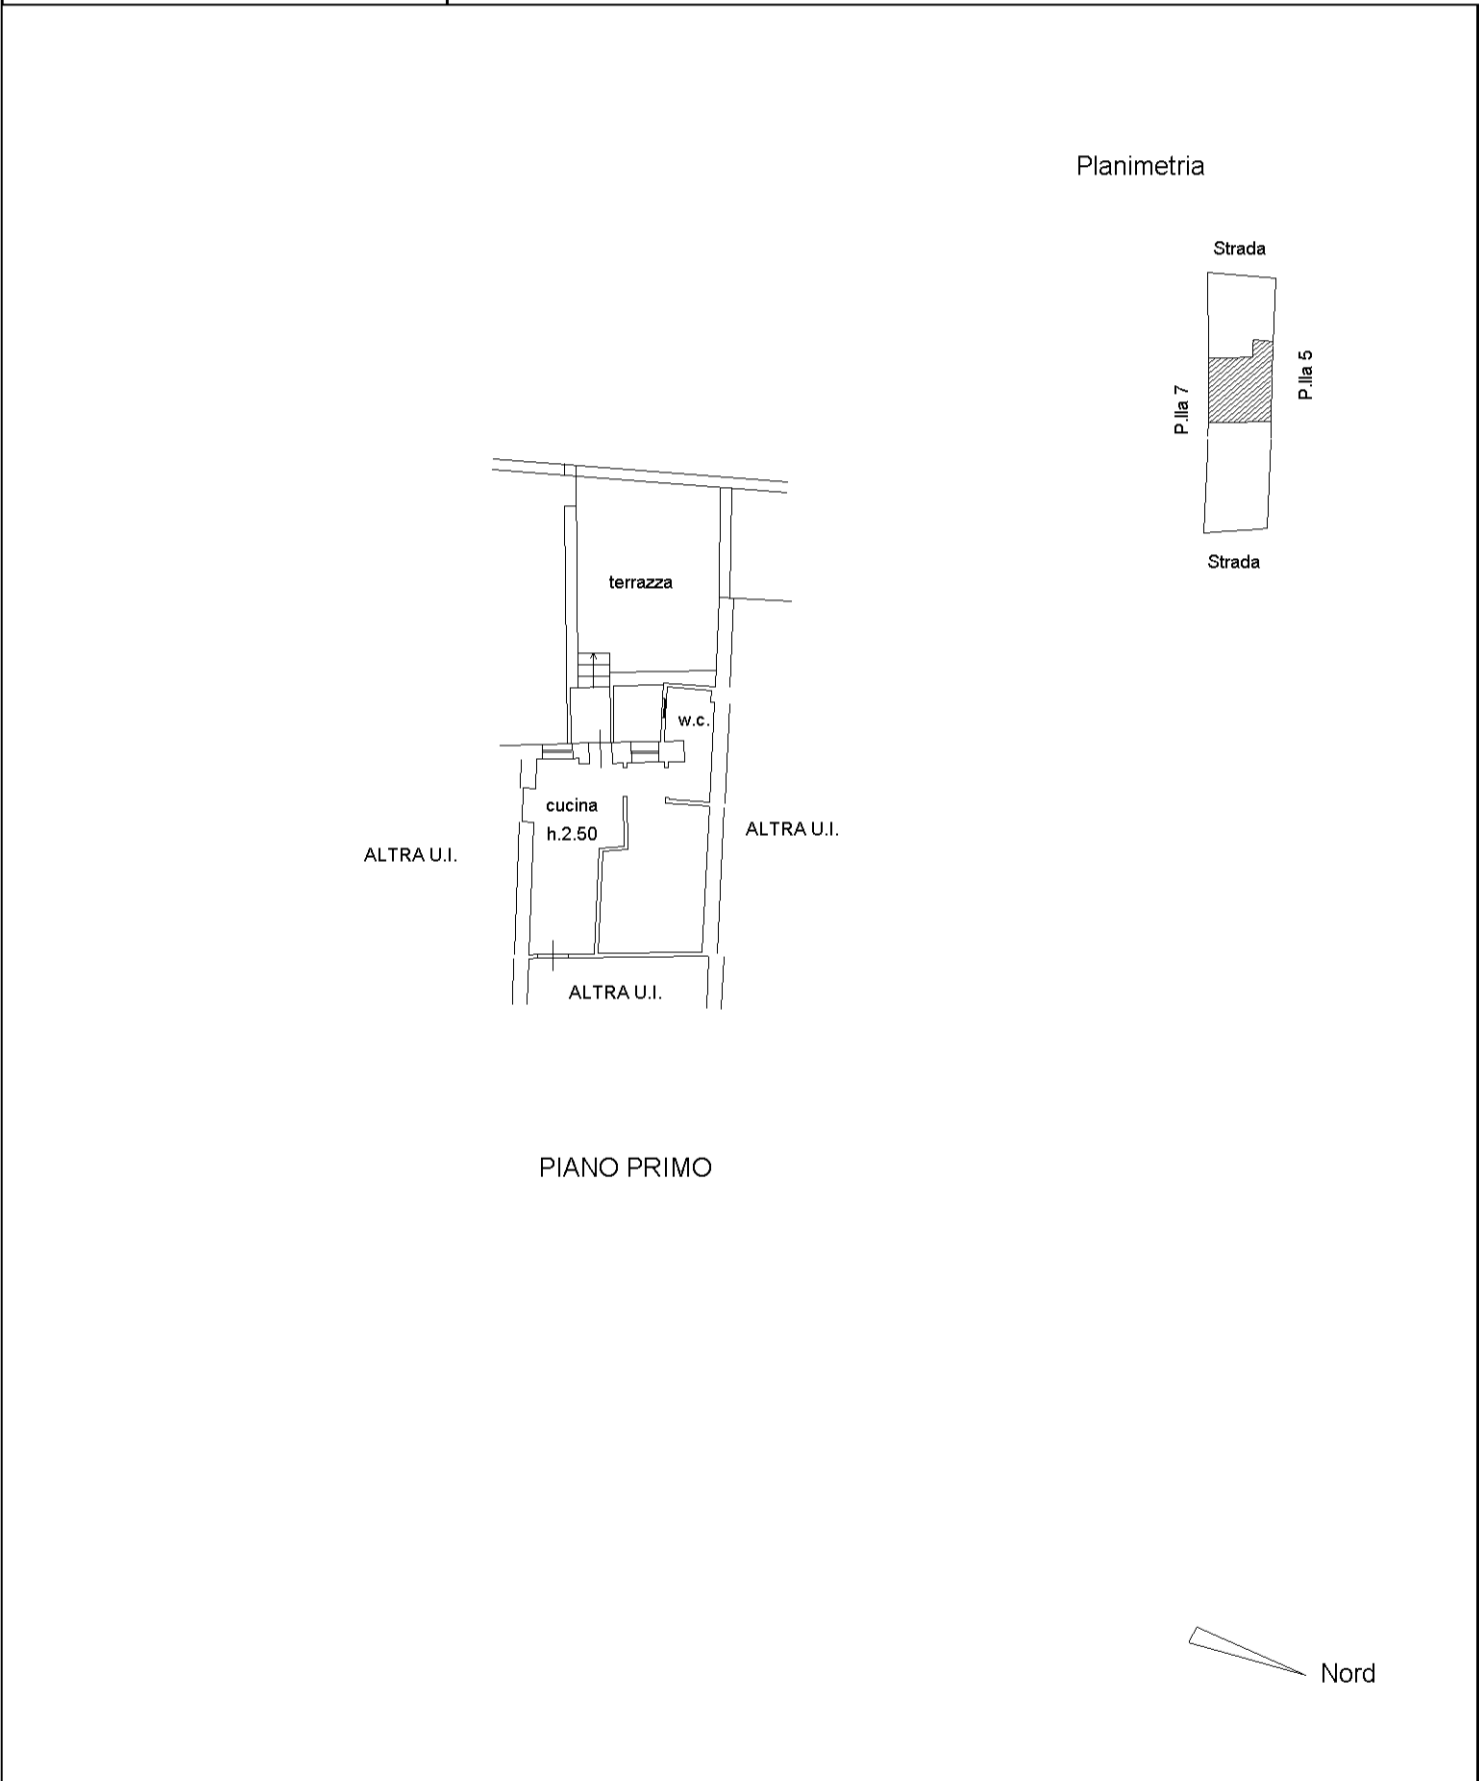 Planimetria
Strada
P.lla 7
P.lla 5
Strada
terrazza
w.c.
cucina
h.2.50
ALTRA U.I.
ALTRA U.I.
ALTRA U.I.
PIANO PRIMO
Nord